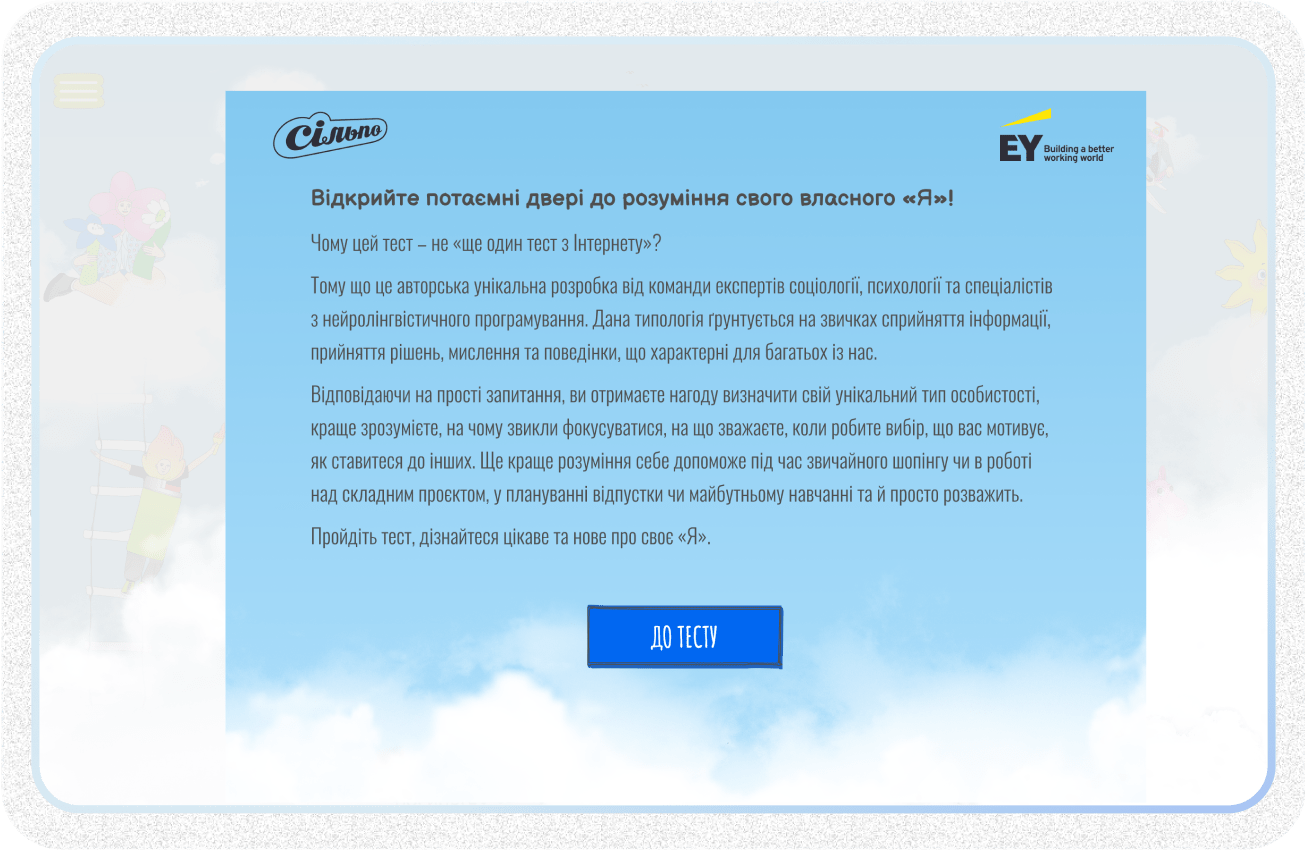 Сільпо
EY Building a better
working world
Відкрийте потаємні двері до розуміння свого власного «Я»!
Чому цей тест – не «ще один тест з Інтернету»?
Тому що це авторська унікальна розробка від команди експертів соціології, психології та спеціалістів
з нейролінгвістичного програмування. Дана типологія ґрунтується на звичках сприйняття інформації,
прийняття рішень, мислення та поведінки, що характерні для багатьох із нас.
Відповідаючи на прості запитання, ви отримаєте нагоду визначити свій унікальний тип особистості,
краще зрозумієте, на чому звикли фокусуватися, на що зважаєте, коли робите вибір, що вас мотивує,
як ставитеся до інших. Ще краще розуміння себе допоможе під час звичайного шопінгу чи в роботі
над складним проєктом, у плануванні відпустки чи майбутньому навчанні та й просто розважить.
Пройдіть тест, дізнайтеся цікаве та нове про своє «Я».
ДО ТЕСТУ